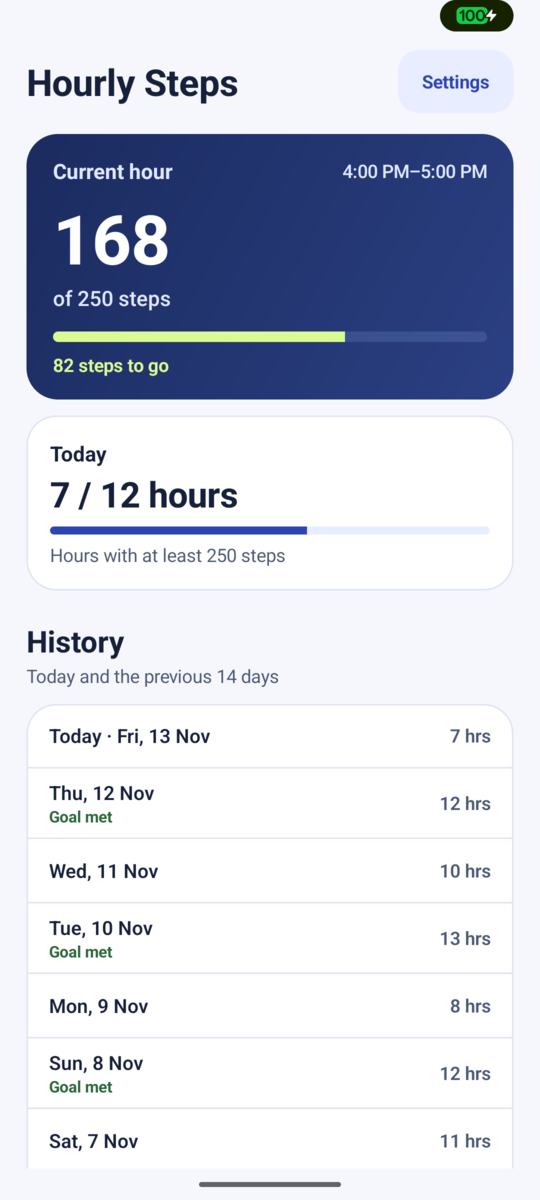 100
Hourly Steps
Settings
Current hour
4:00 PM–5:00 PM
168
of 250 steps
82 steps to go
Today
7 / 12 hours
Hours with at least 250 steps
History
Today and the previous 14 days
Today · Fri, 13 Nov
7 hrs
Thu, 12 Nov
Goal met
12 hrs
Wed, 11 Nov
10 hrs
Tue, 10 Nov
Goal met
13 hrs
Mon, 9 Nov
8 hrs
Sun, 8 Nov
Goal met
12 hrs
Sat, 7 Nov
11 hrs